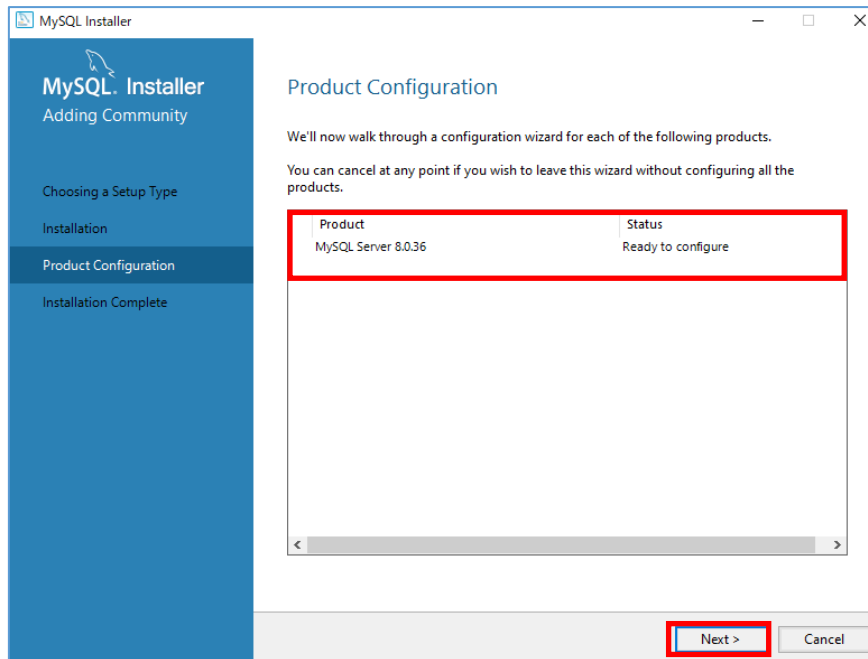 MySQL Installer
MySQL. Installer
Adding Community
Choosing a Setup Type
Installation
Product Configuration
Installation Complete
Product Configuration
We'll now walk through a configuration wizard for each of the following products.
You can cancel at any point if you wish to leave this wizard without configuring all the
products.
Product Status
MySQL Server 8.0.36 Ready to configure
Next > Cancel